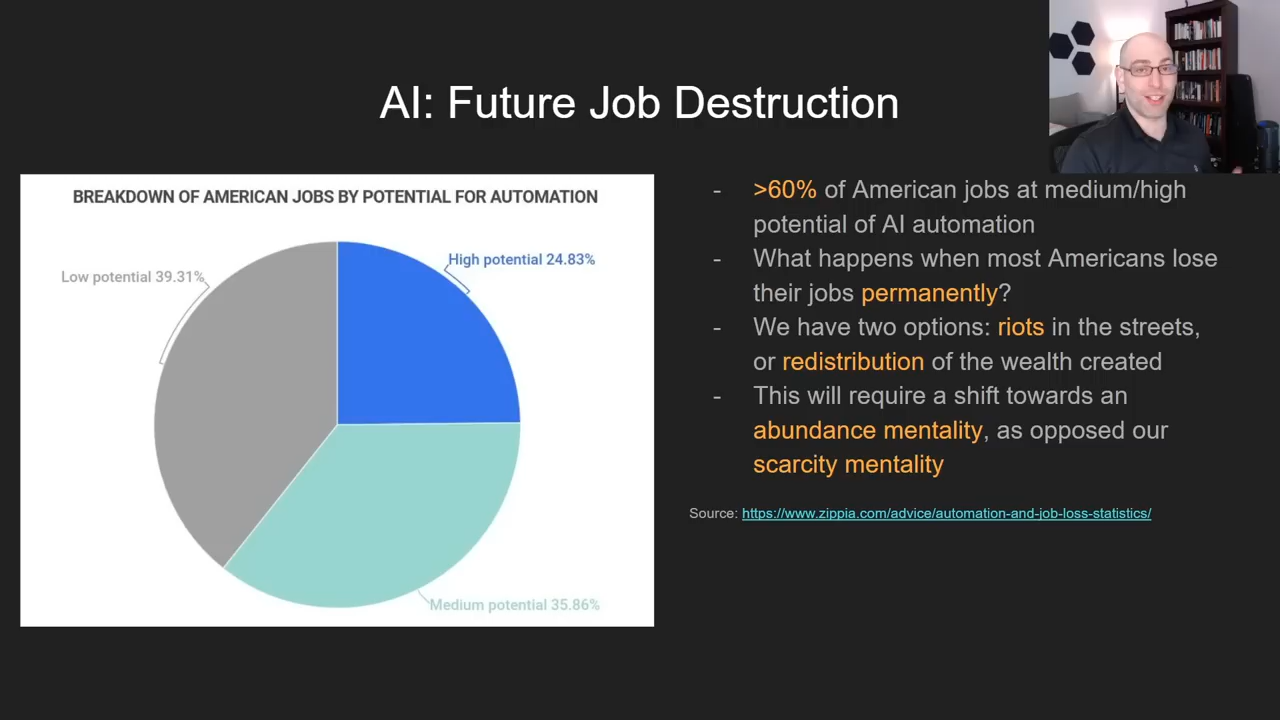 AI: Future Job Destruction
BREAKDOWN OF AMERICAN JOBS BY POTENTIAL FOR AUTOMATION
High potential 24.83%
Low potential 39.31%
Medium potential 35.86%
- >60% of American jobs at medium/high
potential of AI automation
- What happens when most Americans lose
their jobs permanently?
- We have two options: riots in the streets,
or redistribution of the wealth created
- This will require a shift towards an
abundance mentality, as opposed our
scarcity mentality
Source: https://www.zippia.com/advice/automation-and-job-loss-statistics/